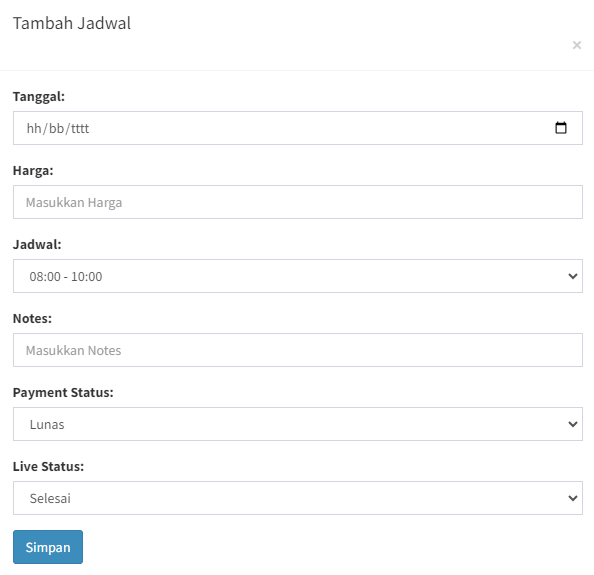 Tambah Jadwal
×
Tanggal:
hh/bb/tttt
Harga:
Masukkan Harga
Jadwal:
08:00 - 10:00
Notes:
Masukkan Notes
Payment Status:
Lunas
Live Status:
Selesai
Simpan